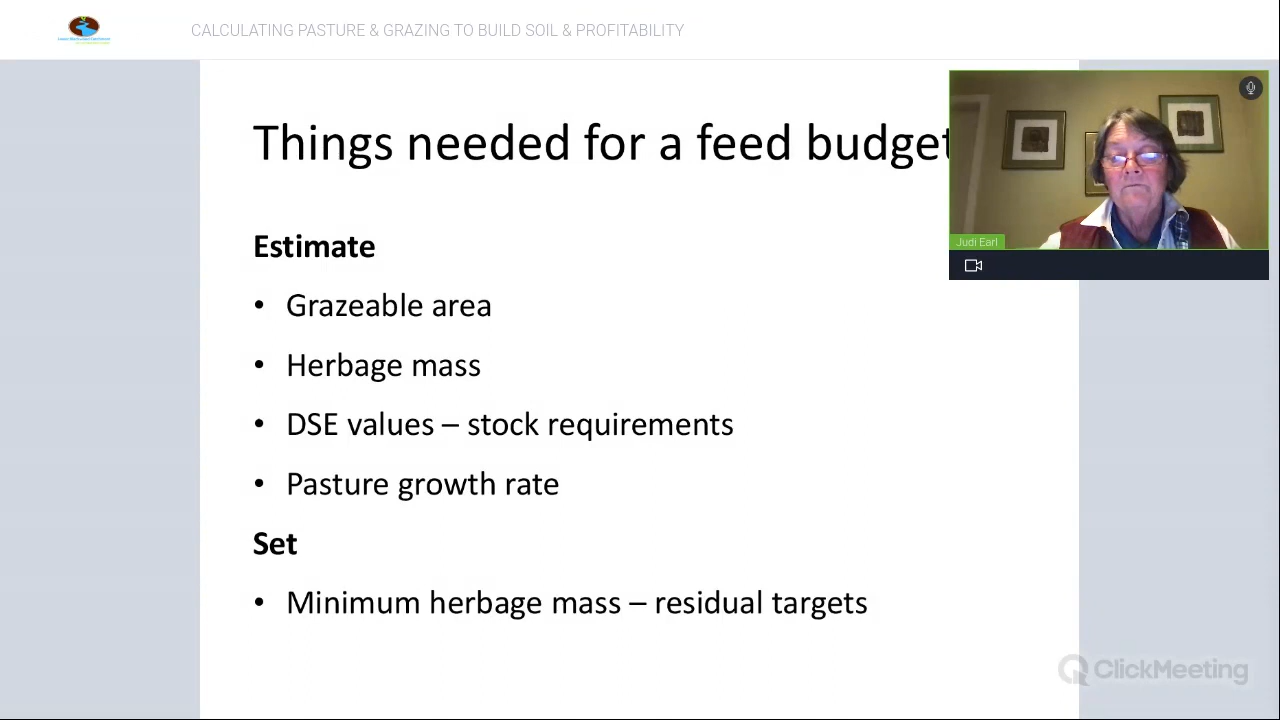 CALCULATING PASTURE & GRAZING TO BUILD SOIL & PROFITABILITY
Things needed for a feed budget
Judi Earl
Estimate
• Grazeable area
• Herbage mass
• DSE values – stock requirements
• Pasture growth rate
Set
• Minimum herbage mass – residual targets
ClickMeeting